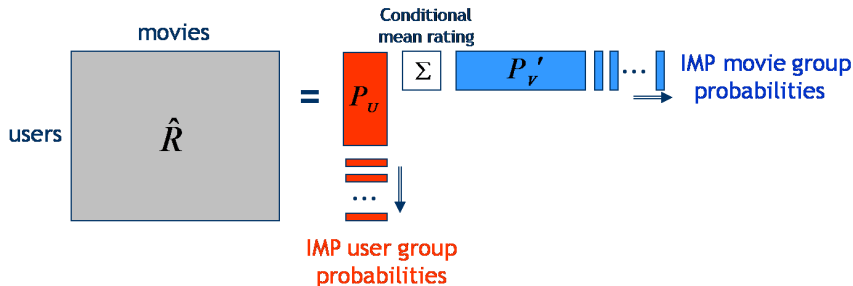 Conditional
mean rating
movies
users
R̂
=
P_U
Σ
P_V'
...
IMP movie group
probabilities
...
IMP user group
probabilities